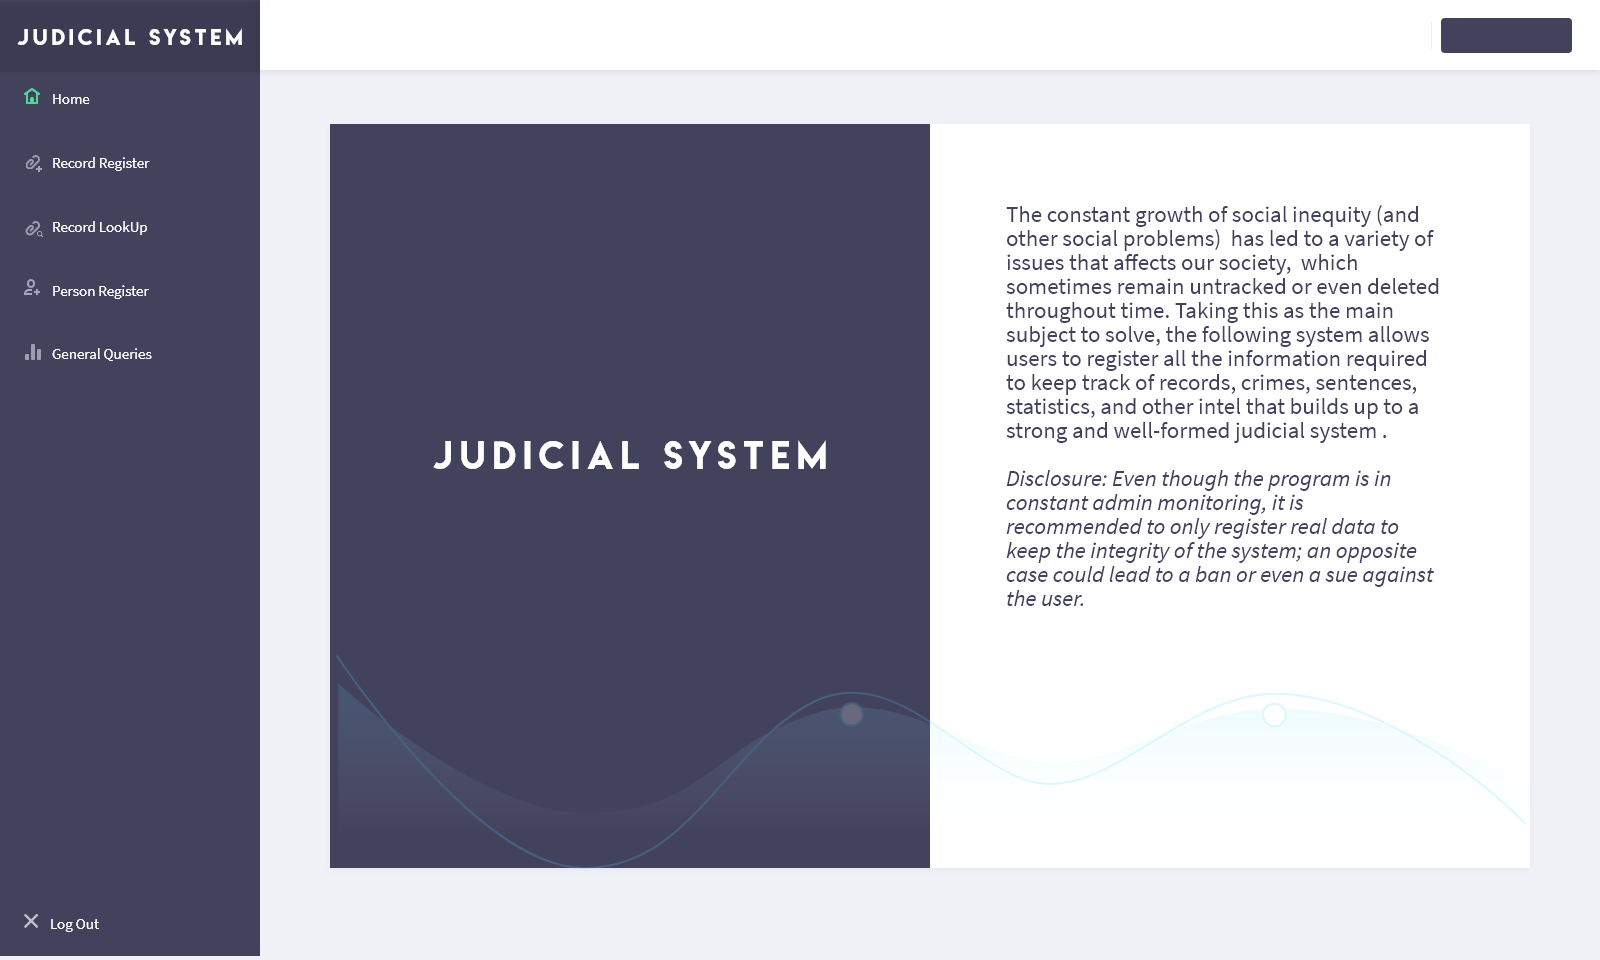 JUDICIAL SYSTEM
Home
Record Register
Record LookUp
Person Register
General Queries
Log Out
JUDICIAL SYSTEM
The constant growth of social inequity (and
other social problems)  has led to a variety of
issues that affects our society,  which
sometimes remain untracked or even deleted
throughout time. Taking this as the main
subject to solve, the following system allows
users to register all the information required
to keep track of records, crimes, sentences,
statistics, and other intel that builds up to a
strong and well-formed judicial system .
Disclosure: Even though the program is in
constant admin monitoring, it is
recommended to only register real data to
keep the integrity of the system; an opposite
case could lead to a ban or even a sue against
the user.